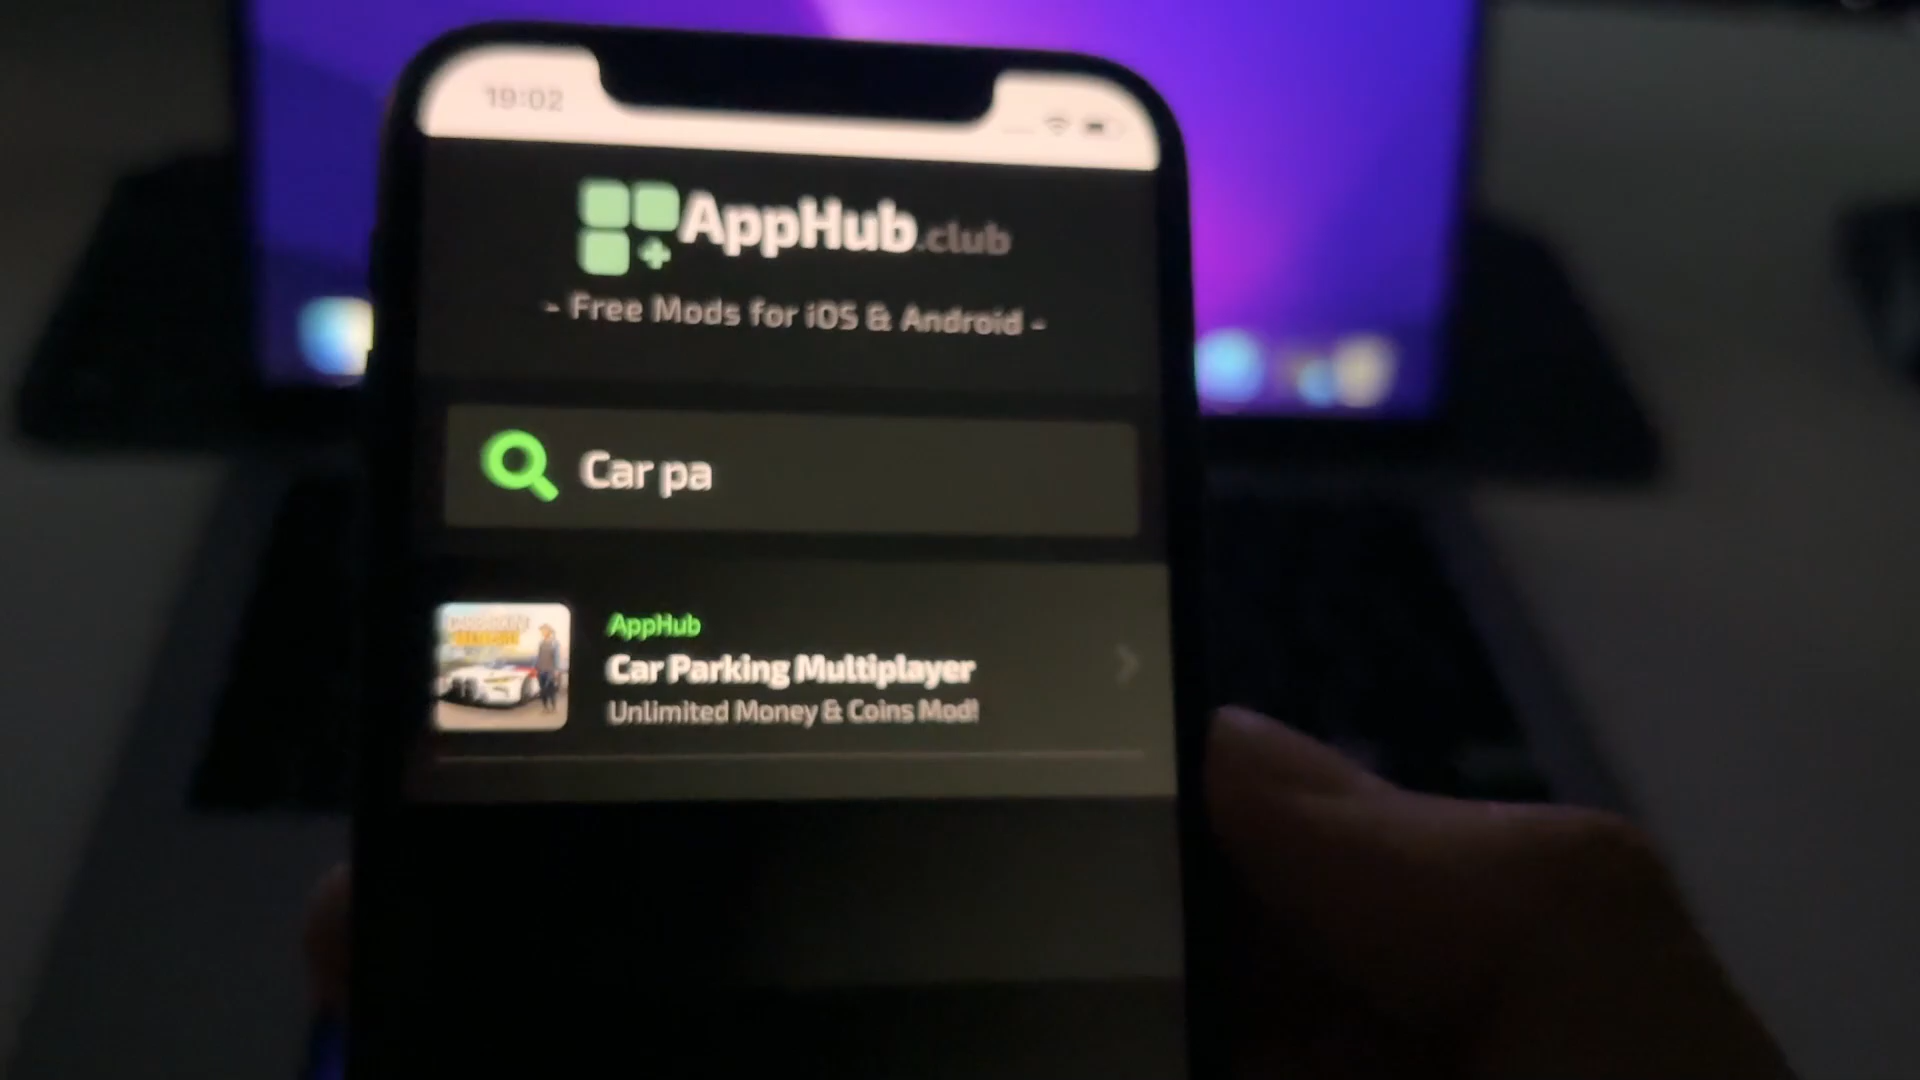 19:02
AppHub.club
- Free Mods for iOS & Android -
Car pa
AppHub
Car Parking Multiplayer
Unlimited Money & Coins Mod!